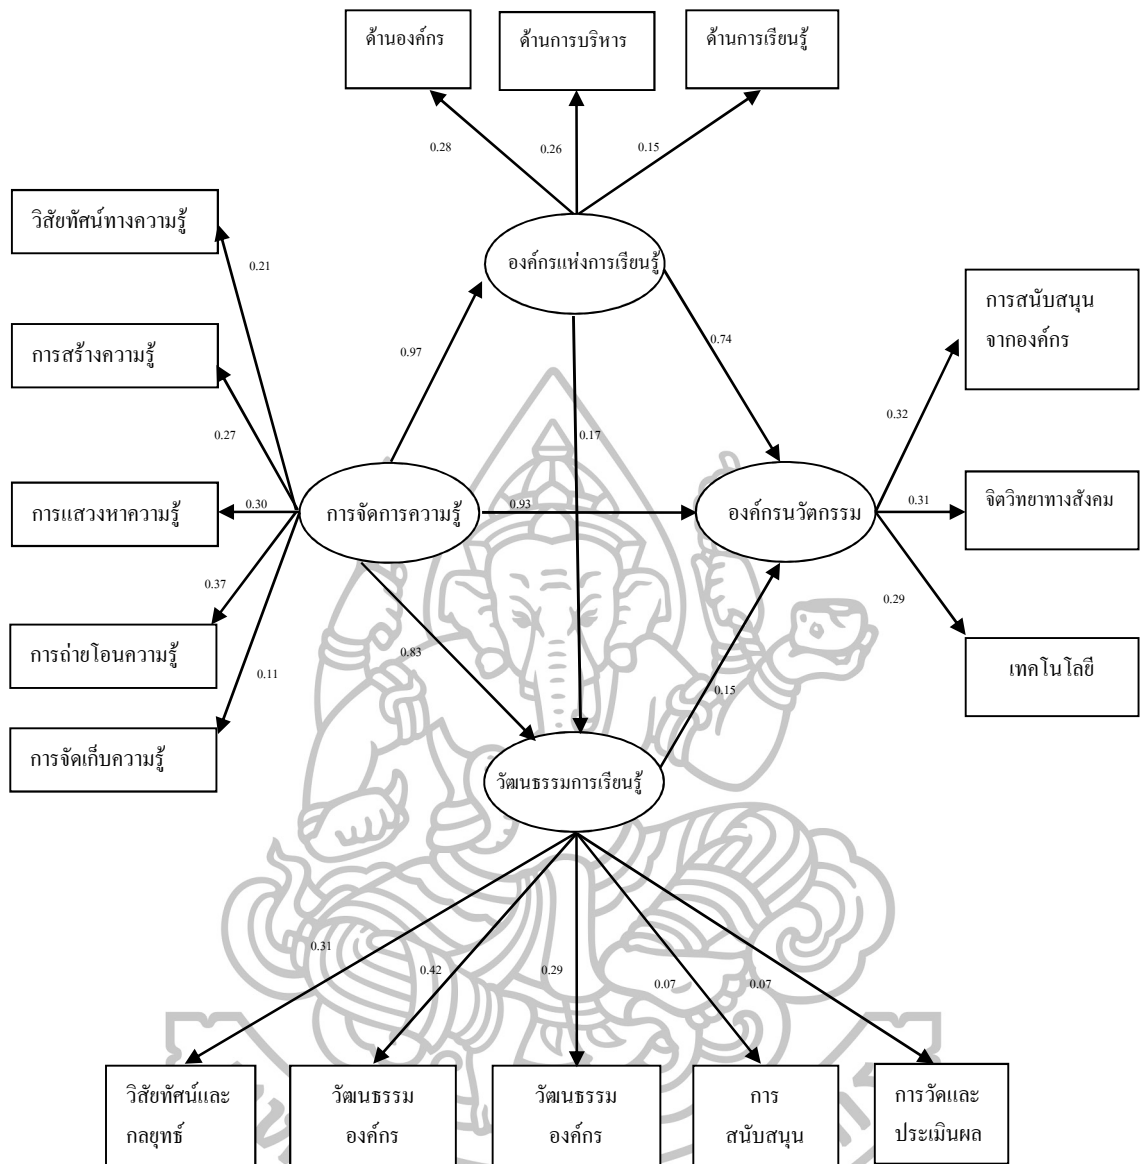 ด้านองค์กร
ด้านการบริหาร
ด้านการเรียนรู้
0.28
0.26
0.15
วิสัยทัศน์ทางความรู้
องค์กรแห่งการเรียนรู้
0.21
การสนับสนุน
จากองค์กร
การสร้างความรู้
0.97
0.74
0.32
0.27
0.17
การแสวงหาความรู้
0.30
การจัดการความรู้
0.93
องค์กรนวัตกรรม
0.31
จิตวิทยาทางสังคม
0.37
0.29
การถ่ายโอนความรู้
0.83
0.11
0.15
เทคโนโลยี
การจัดเก็บความรู้
วัฒนธรรมการเรียนรู้
0.31
0.42
0.29
0.07
0.07
วิสัยทัศน์และ
กลยุทธ์
วัฒนธรรม
องค์กร
วัฒนธรรม
องค์กร
การ
สนับสนุน
การวัดและ
ประเมินผล